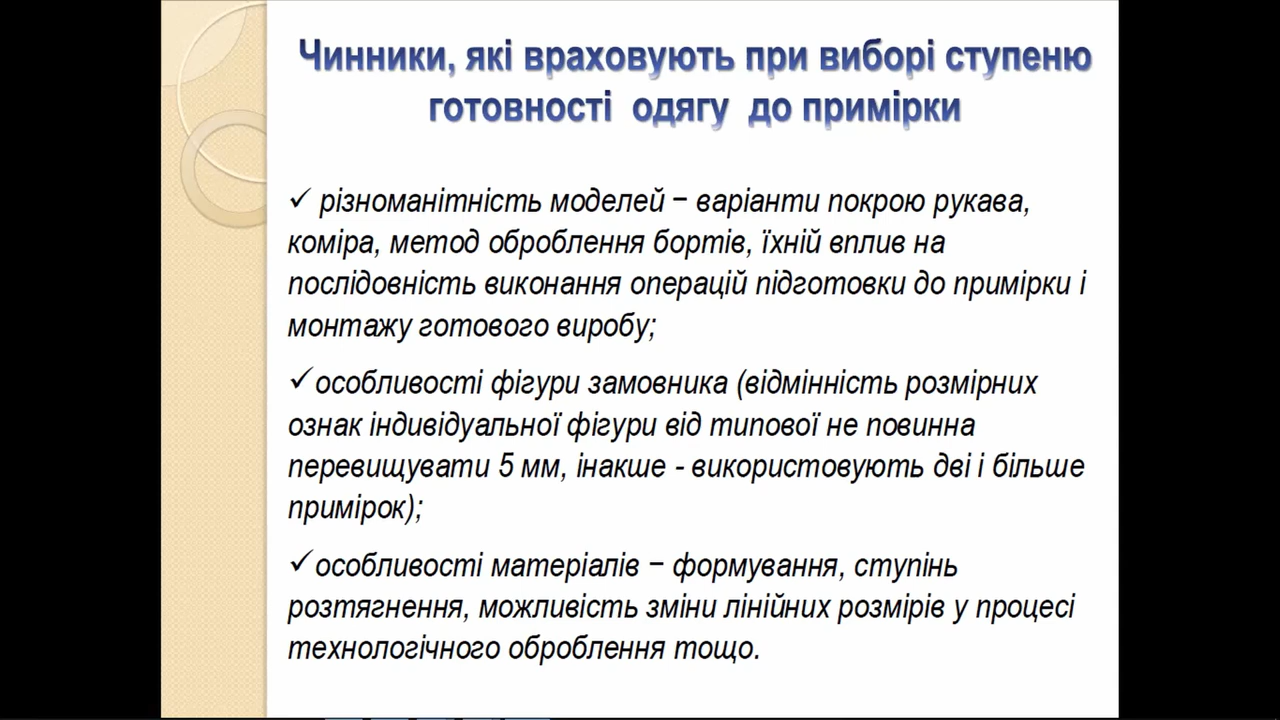 Чинники, які враховують при виборі ступеню
готовності одягу до примірки
✓ різноманітність моделей – варіанти покрою рукава,
коміра, метод оброблення бортів, їхній вплив на
послідовність виконання операцій підготовки до примірки і
монтажу готового виробу;
✓особливості фігури замовника (відмінність розмірних
ознак індивідуальної фігури від типової не повинна
перевищувати 5 мм, інакше - використовують дві і більше
примірок);
✓особливості матеріалів – формування, ступінь
розтягнення, можливість зміни лінійних розмірів у процесі
технологічного оброблення тощо.